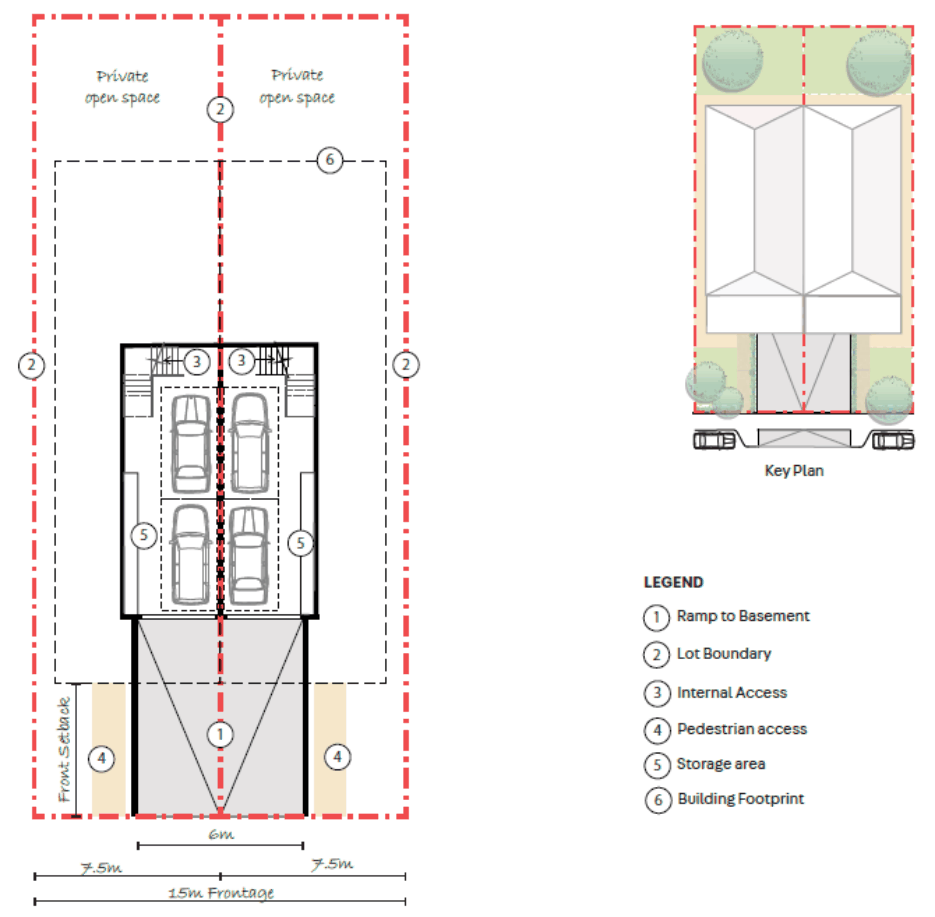 Private
open space
Private
open space
2
6
2
3
3
2
5
5
1
4
4
Front Setback
6m
7.5m
7.5m
15m Frontage
Key Plan
LEGEND
1 Ramp to Basement
2 Lot Boundary
3 Internal Access
4 Pedestrian access
5 Storage area
6 Building Footprint